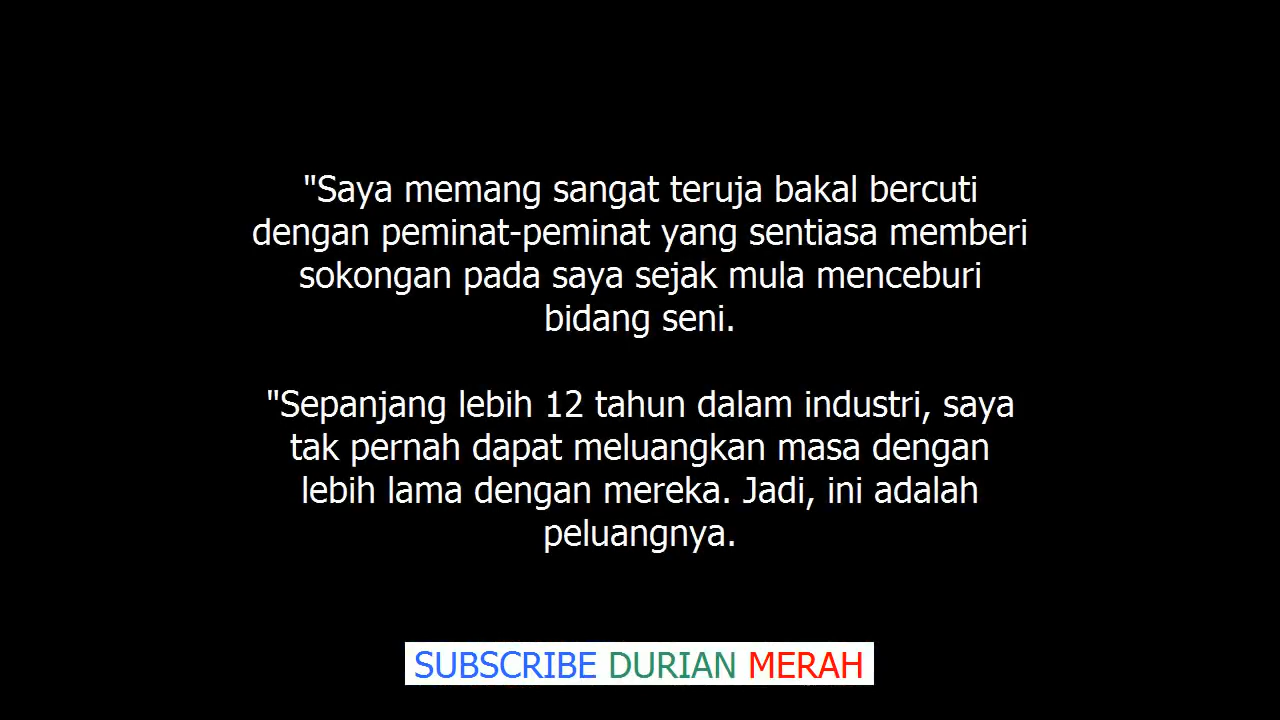 "Saya memang sangat teruja bakal bercuti
dengan peminat-peminat yang sentiasa memberi
sokongan pada saya sejak mula menceburi
bidang seni.
"Sepanjang lebih 12 tahun dalam industri, saya
tak pernah dapat meluangkan masa dengan
lebih lama dengan mereka. Jadi, ini adalah
peluangnya.
SUBSCRIBE DURIAN MERAH